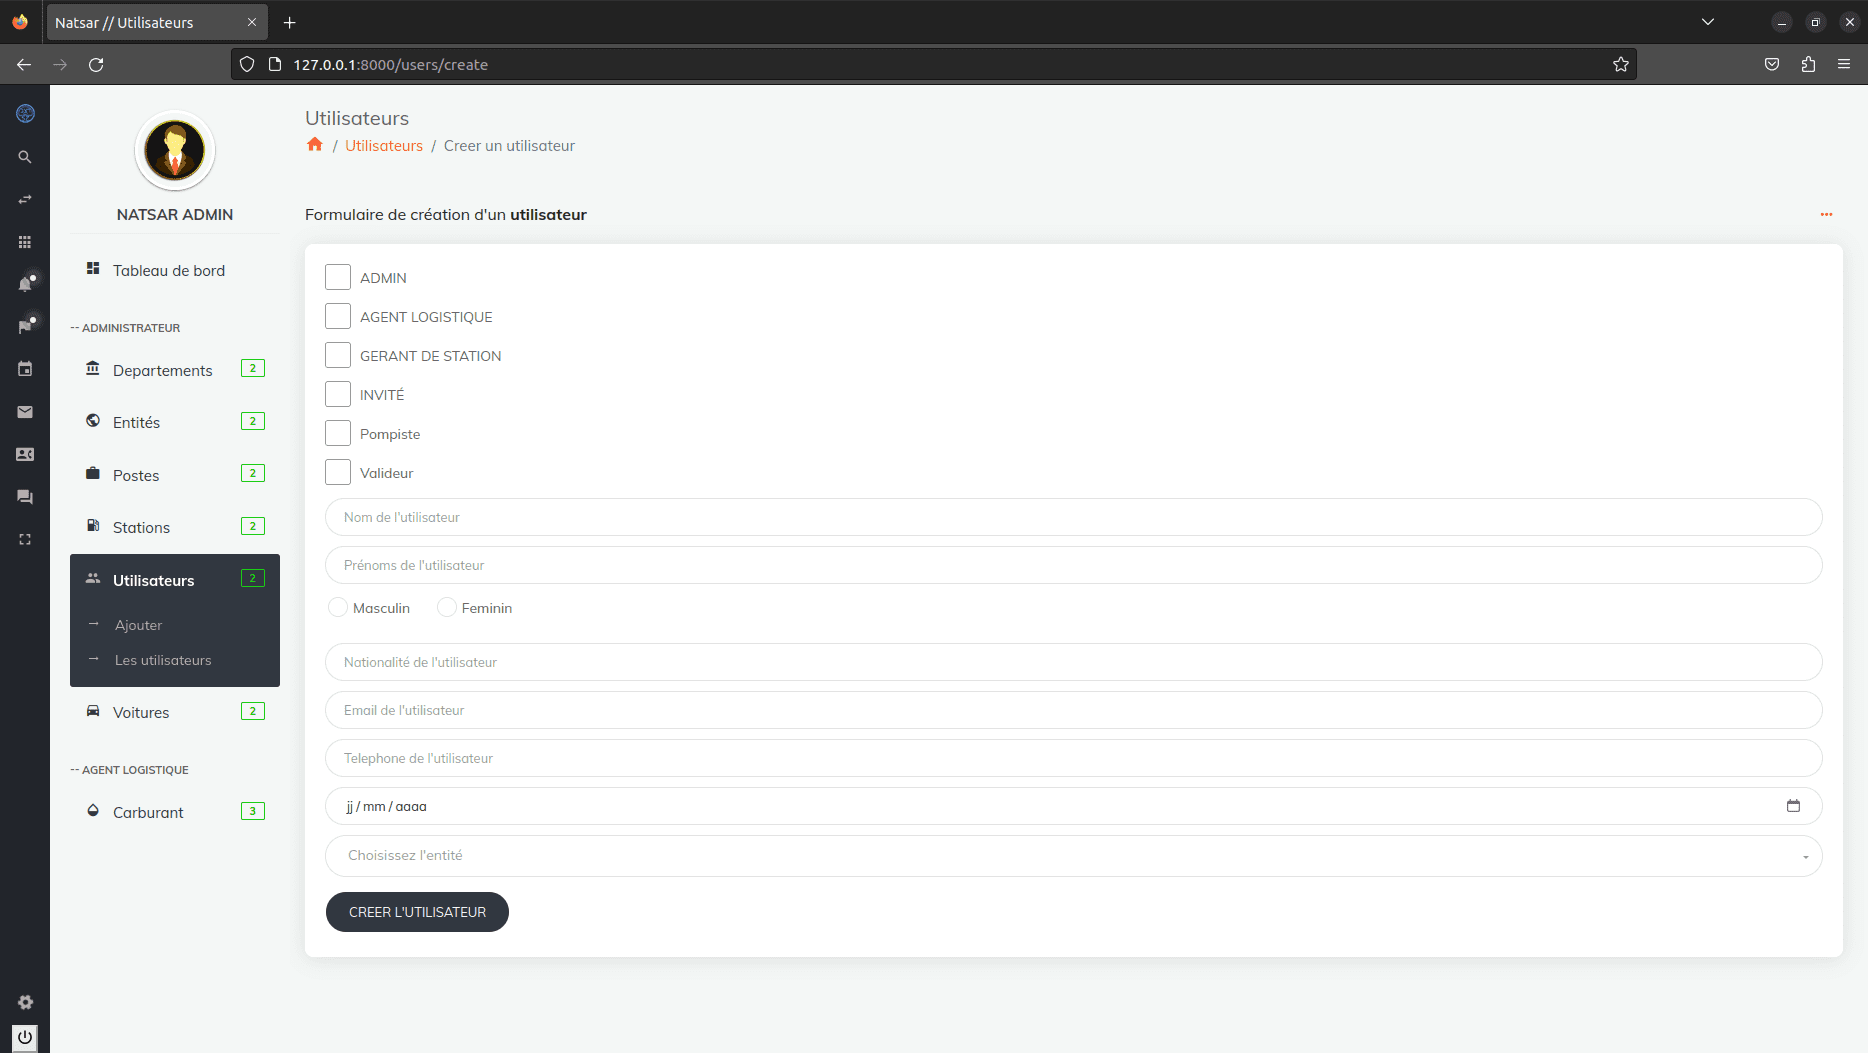 Natsar // Utilisateurs
127.0.0.1:8000/users/create
NATSAR ADMIN
Tableau de bord
-- ADMINISTRATEUR
Departements 2
Entités 2
Postes 2
Stations 2
Utilisateurs 2
Ajouter
Les utilisateurs
Voitures 2
-- AGENT LOGISTIQUE
Carburant 3
Utilisateurs
/ Utilisateurs / Creer un utilisateur
Formulaire de création d'un utilisateur
ADMIN
AGENT LOGISTIQUE
GERANT DE STATION
INVITÉ
Pompiste
Valideur
Nom de l'utilisateur
Prénoms de l'utilisateur
Masculin Feminin
Nationalité de l'utilisateur
Email de l'utilisateur
Telephone de l'utilisateur
jj / mm / aaaa
Choisissez l'entité
CREER L'UTILISATEUR